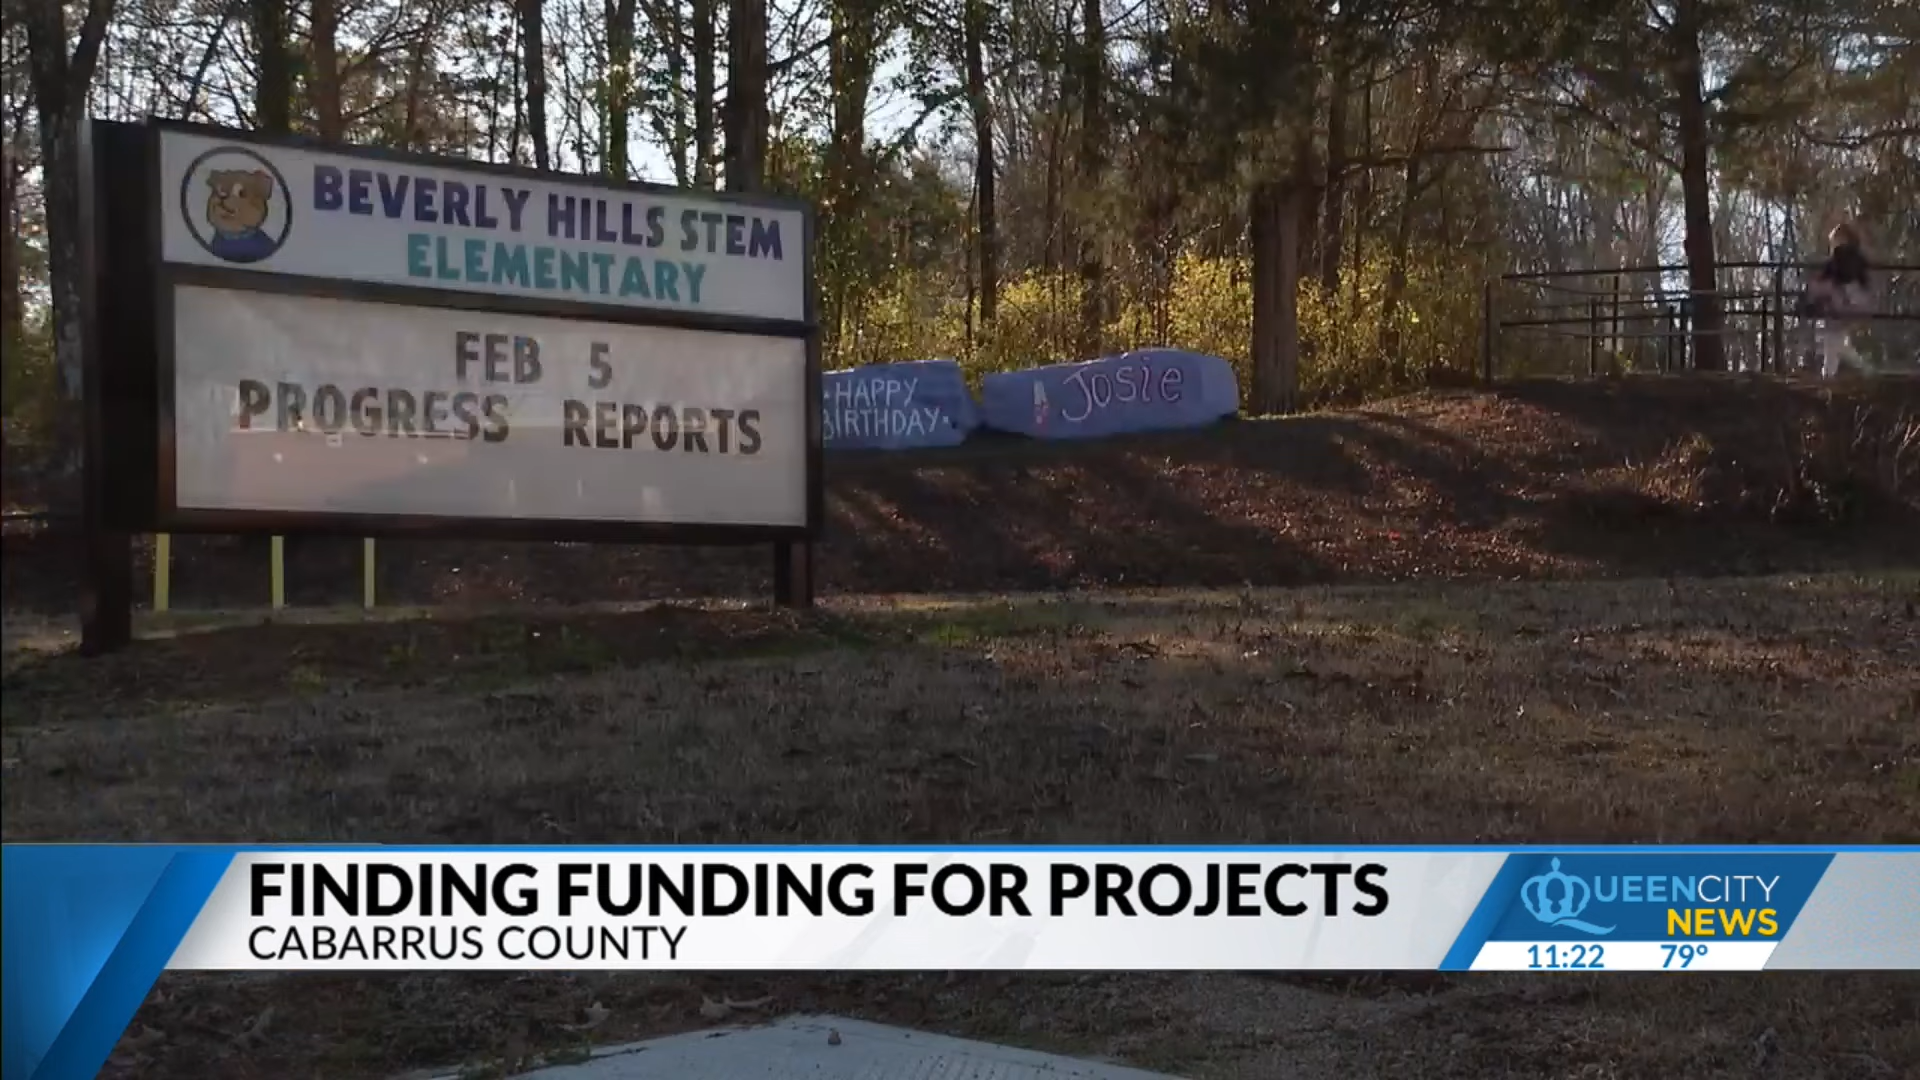 BEVERLY HILLS STEM
ELEMENTARY
FEB 5
PROGRESS REPORTS
HAPPY
BIRTHDAY
Josie
FINDING FUNDING FOR PROJECTS
CABARRUS COUNTY
QUEENCITY
NEWS
11:22 79°